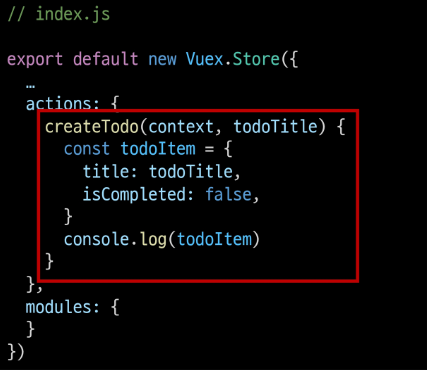 // index.js
export default new Vuex.Store({
  …
  actions: {
    createTodo(context, todoTitle) {
      const todoItem = {
        title: todoTitle,
        isCompleted: false,
      }
      console.log(todoItem)
    }
  },
  modules: {
  }
})